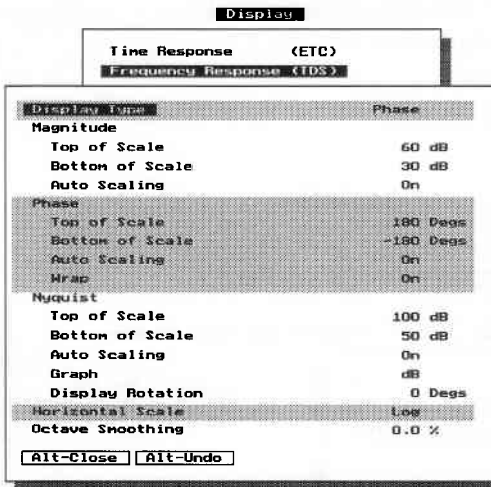 Display
Time Response (ETC)
Frequency Response (TDS)
Display Type Phase
Magnitude
Top of Scale 60 dB
Bottom of Scale 30 dB
Auto Scaling On
Phase
Top of Scale 180 Degs
Bottom of Scale -180 Degs
Auto Scaling On
Wrap On
Nyquist
Top of Scale 100 dB
Bottom of Scale 50 dB
Auto Scaling On
Graph dB
Display Rotation 0 Degs
Horizontal Scale Log
Octave Smoothing 0.0 %
Alt-Close Alt-Undo